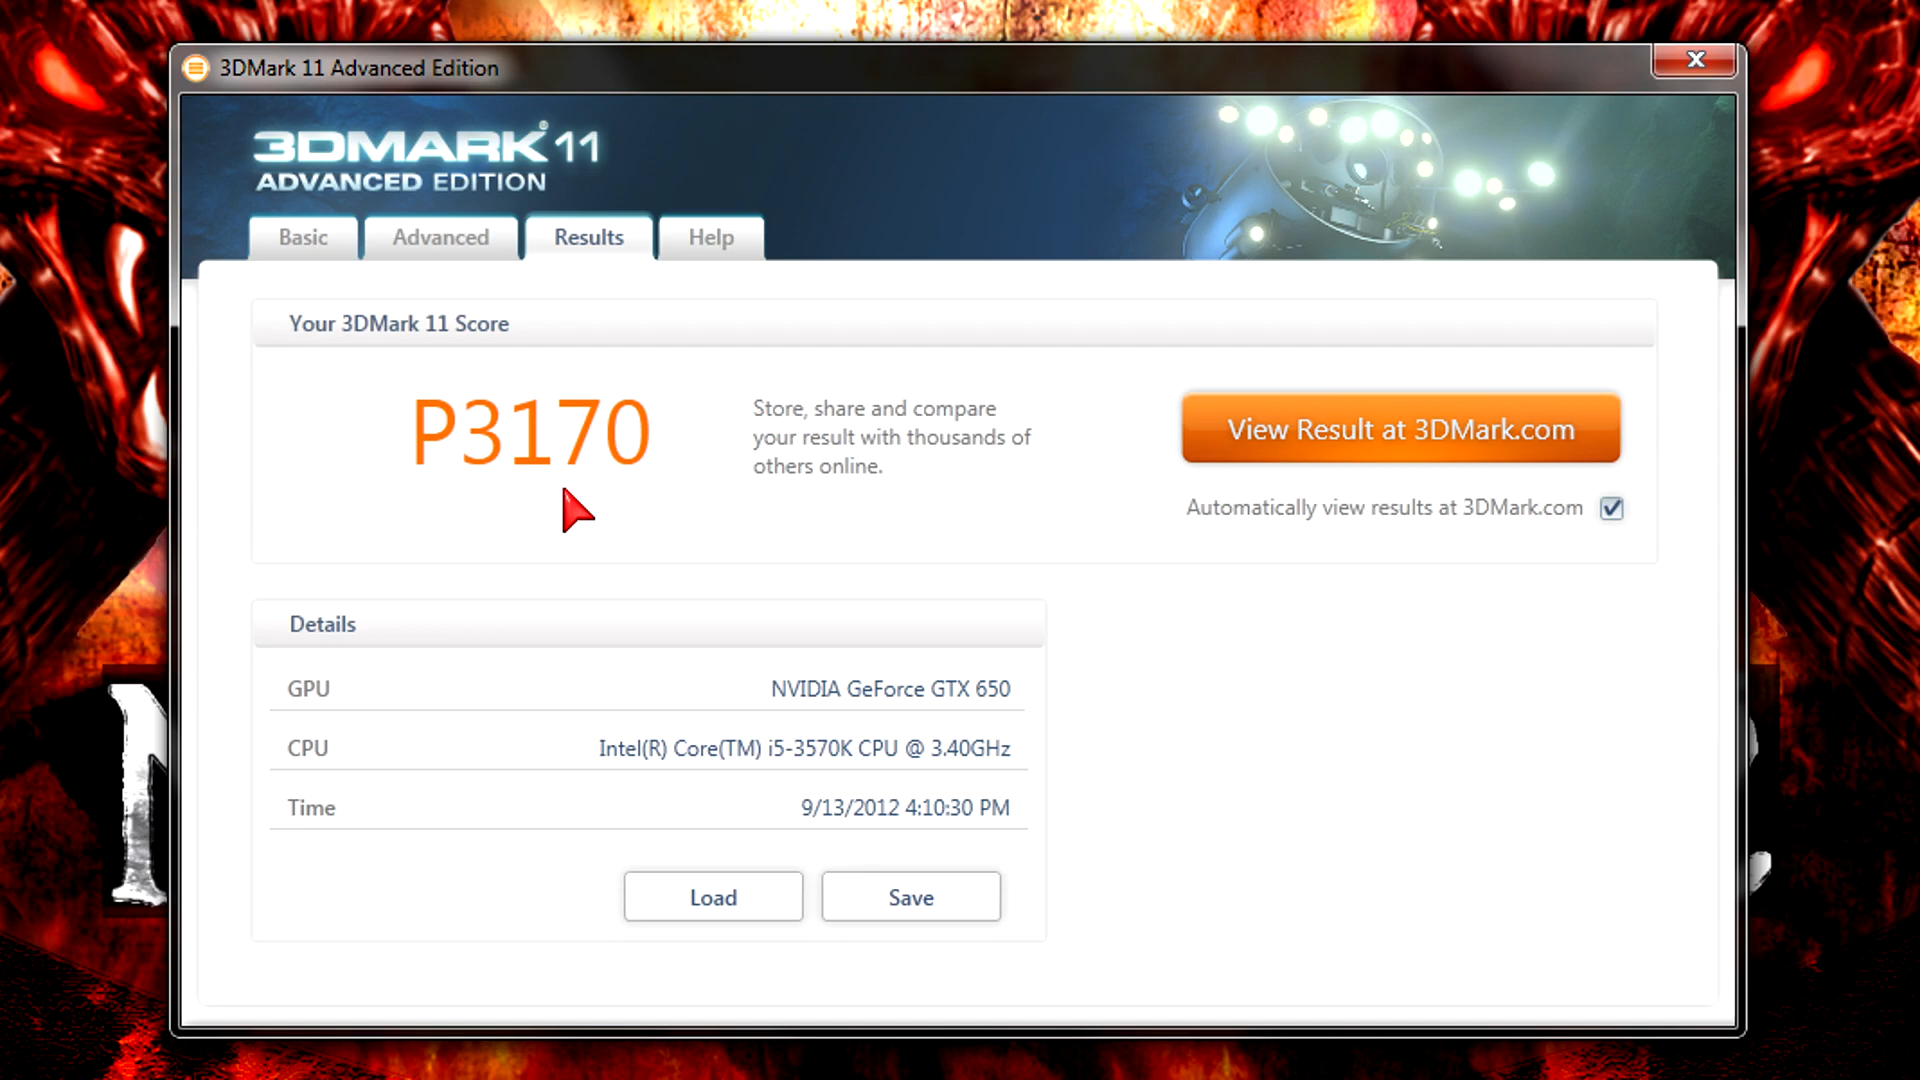 3DMark 11 Advanced Edition
X
3DMARK® 11
ADVANCED EDITION
Basic
Advanced
Results
Help
Your 3DMark 11 Score
P3170
Store, share and compare
your result with thousands of
others online.
View Result at 3DMark.com
Automatically view results at 3DMark.com
Details
GPU NVIDIA GeForce GTX 650
CPU Intel(R) Core(TM) i5-3570K CPU @ 3.40GHz
Time 9/13/2012 4:10:30 PM
Load
Save